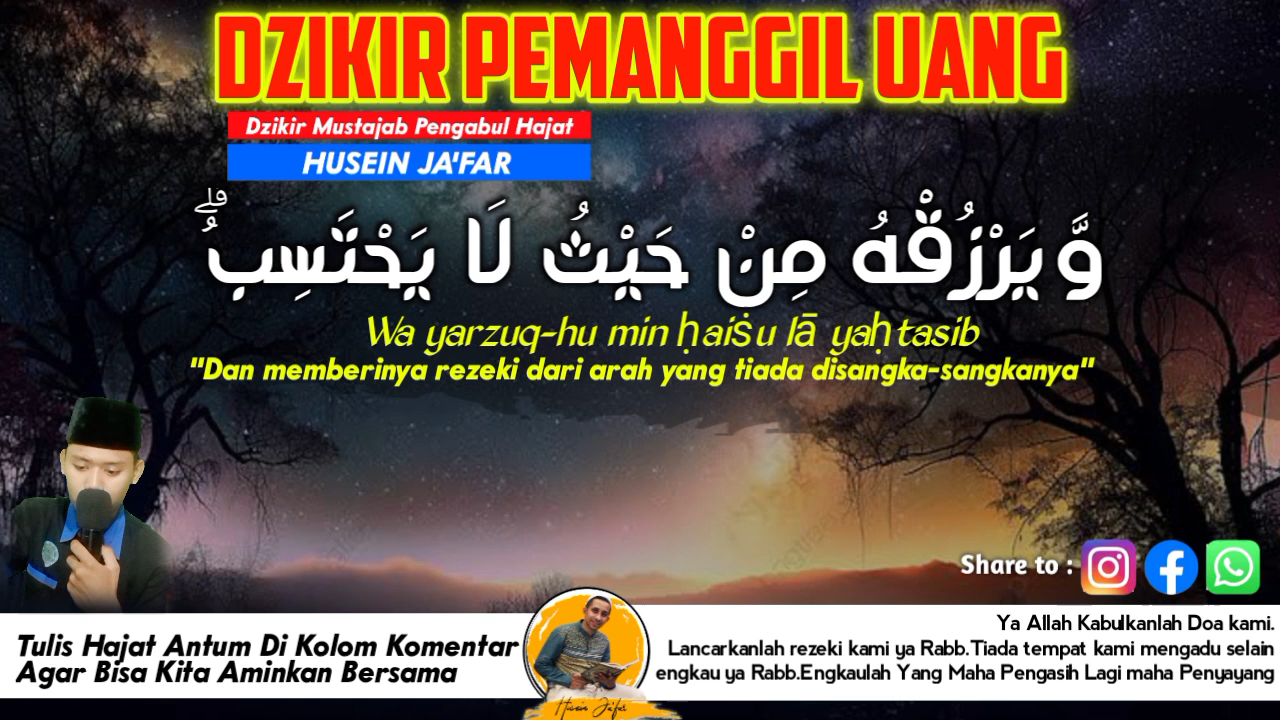 DZIKIR PEMANGGIL UANG
Dzikir Mustajab Pengabul Hajat
HUSEIN JA'FAR
وَّيَرْزُقْهُ مِنْ حَيْثُ لَا يَحْتَسِبُۗ
Wa yarzuq-hu min ḥaiṡu lā yaḥtasib
"Dan memberinya rezeki dari arah yang tiada disangka-sangkanya"
Share to :
Tulis Hajat Antum Di Kolom Komentar
Agar Bisa Kita Aminkan Bersama
Husein Ja'far
Ya Allah Kabulkanlah Doa kami.
Lancarkanlah rezeki kami ya Rabb.Tiada tempat kami mengadu selain
engkau ya Rabb.Engkaulah Yang Maha Pengasih Lagi maha Penyayang